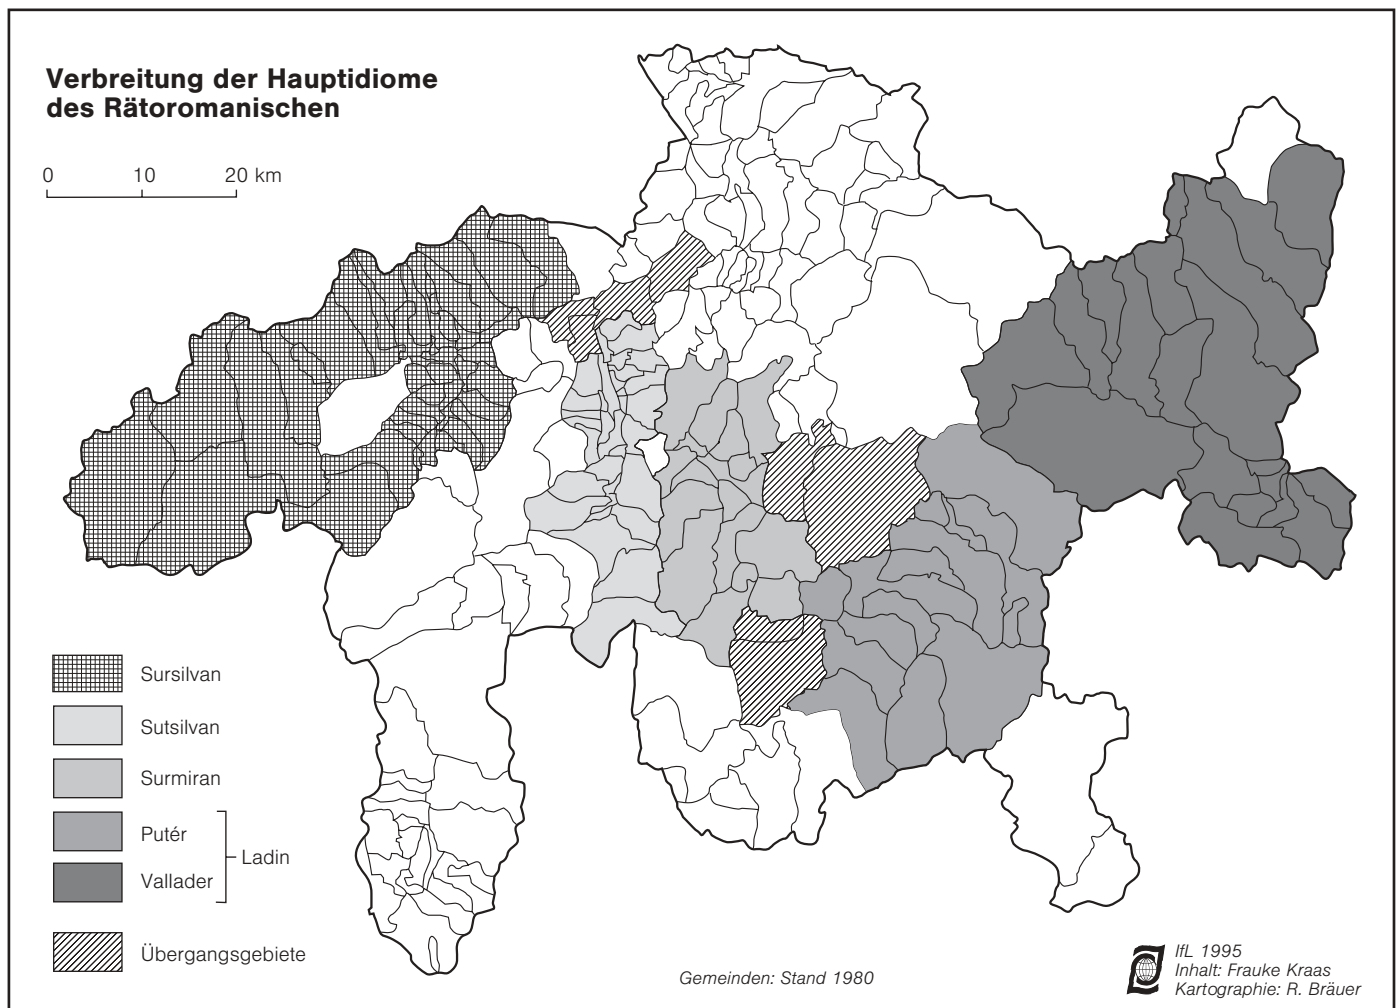 Verbreitung der Hauptidiome
des Rätoromanischen
0 10 20 km
Sursilvan
Sutsilvan
Surmiran
Putér
Ladin
Vallader
Übergangsgebiete
Gemeinden: Stand 1980
IfL 1995
Inhalt: Frauke Kraas
Kartographie: R. Bräuer